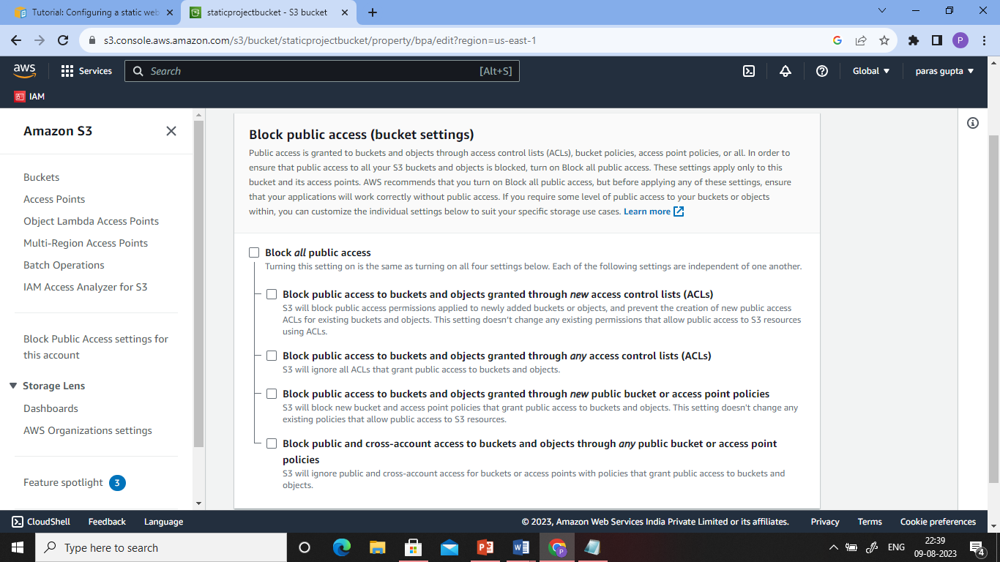 Tutorial: Configuring a static web
staticprojectbucket - S3 bucket
s3.console.aws.amazon.com/s3/bucket/staticprojectbucket/property/bpa/edit?region=us-east-1
P
aws
Services
Search
[Alt+S]
Global
paras gupta
IAM
Amazon S3
Buckets
Access Points
Object Lambda Access Points
Multi-Region Access Points
Batch Operations
IAM Access Analyzer for S3
Block Public Access settings for
this account
Storage Lens
Dashboards
AWS Organizations settings
Feature spotlight 3
Block public access (bucket settings)
Public access is granted to buckets and objects through access control lists (ACLs), bucket policies, access point policies, or all. In order to
ensure that public access to all your S3 buckets and objects is blocked, turn on Block all public access. These settings apply only to this
bucket and its access points. AWS recommends that you turn on Block all public access, but before applying any of these settings, ensure
that your applications will work correctly without public access. If you require some level of public access to your buckets or objects
within, you can customize the individual settings below to suit your specific storage use cases. Learn more
Block all public access
Turning this setting on is the same as turning on all four settings below. Each of the following settings are independent of one another.
Block public access to buckets and objects granted through new access control lists (ACLs)
S3 will block public access permissions applied to newly added buckets or objects, and prevent the creation of new public access
ACLs for existing buckets and objects. This setting doesn't change any existing permissions that allow public access to S3 resources
using ACLs.
Block public access to buckets and objects granted through any access control lists (ACLs)
S3 will ignore all ACLs that grant public access to buckets and objects.
Block public access to buckets and objects granted through new public bucket or access point policies
S3 will block new bucket and access point policies that grant public access to buckets and objects. This setting doesn't change any
existing policies that allow public access to S3 resources.
Block public and cross-account access to buckets and objects through any public bucket or access point
policies
S3 will ignore public and cross-account access for buckets or access points with policies that grant public access to buckets and
objects.
CloudShell
Feedback
Language
© 2023, Amazon Web Services India Private Limited or its affiliates.
Privacy
Terms
Cookie preferences
Type here to search
ENG
22:39
09-08-2023
4